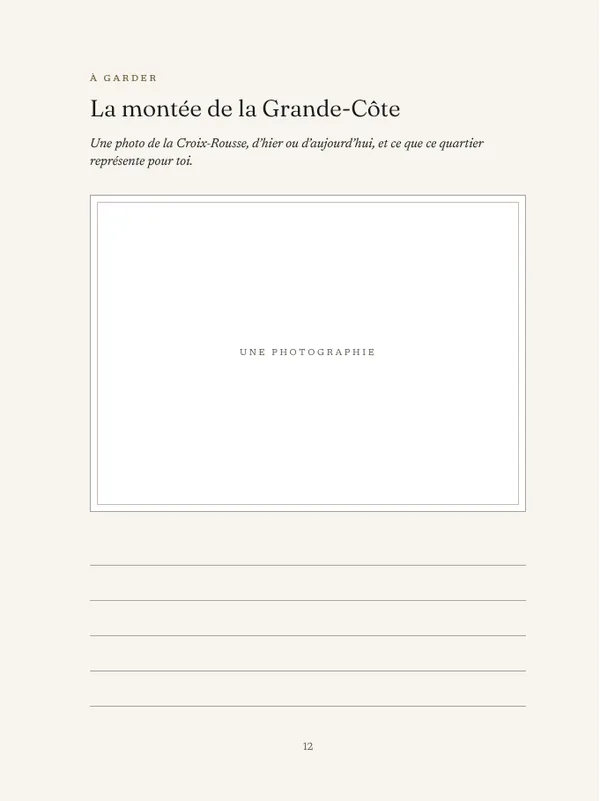 À GARDER
La montée de la Grande-Côte
Une photo de la Croix-Rousse, d’hier ou d’aujourd’hui, et ce que ce quartier
représente pour toi.
UNE PHOTOGRAPHIE
12